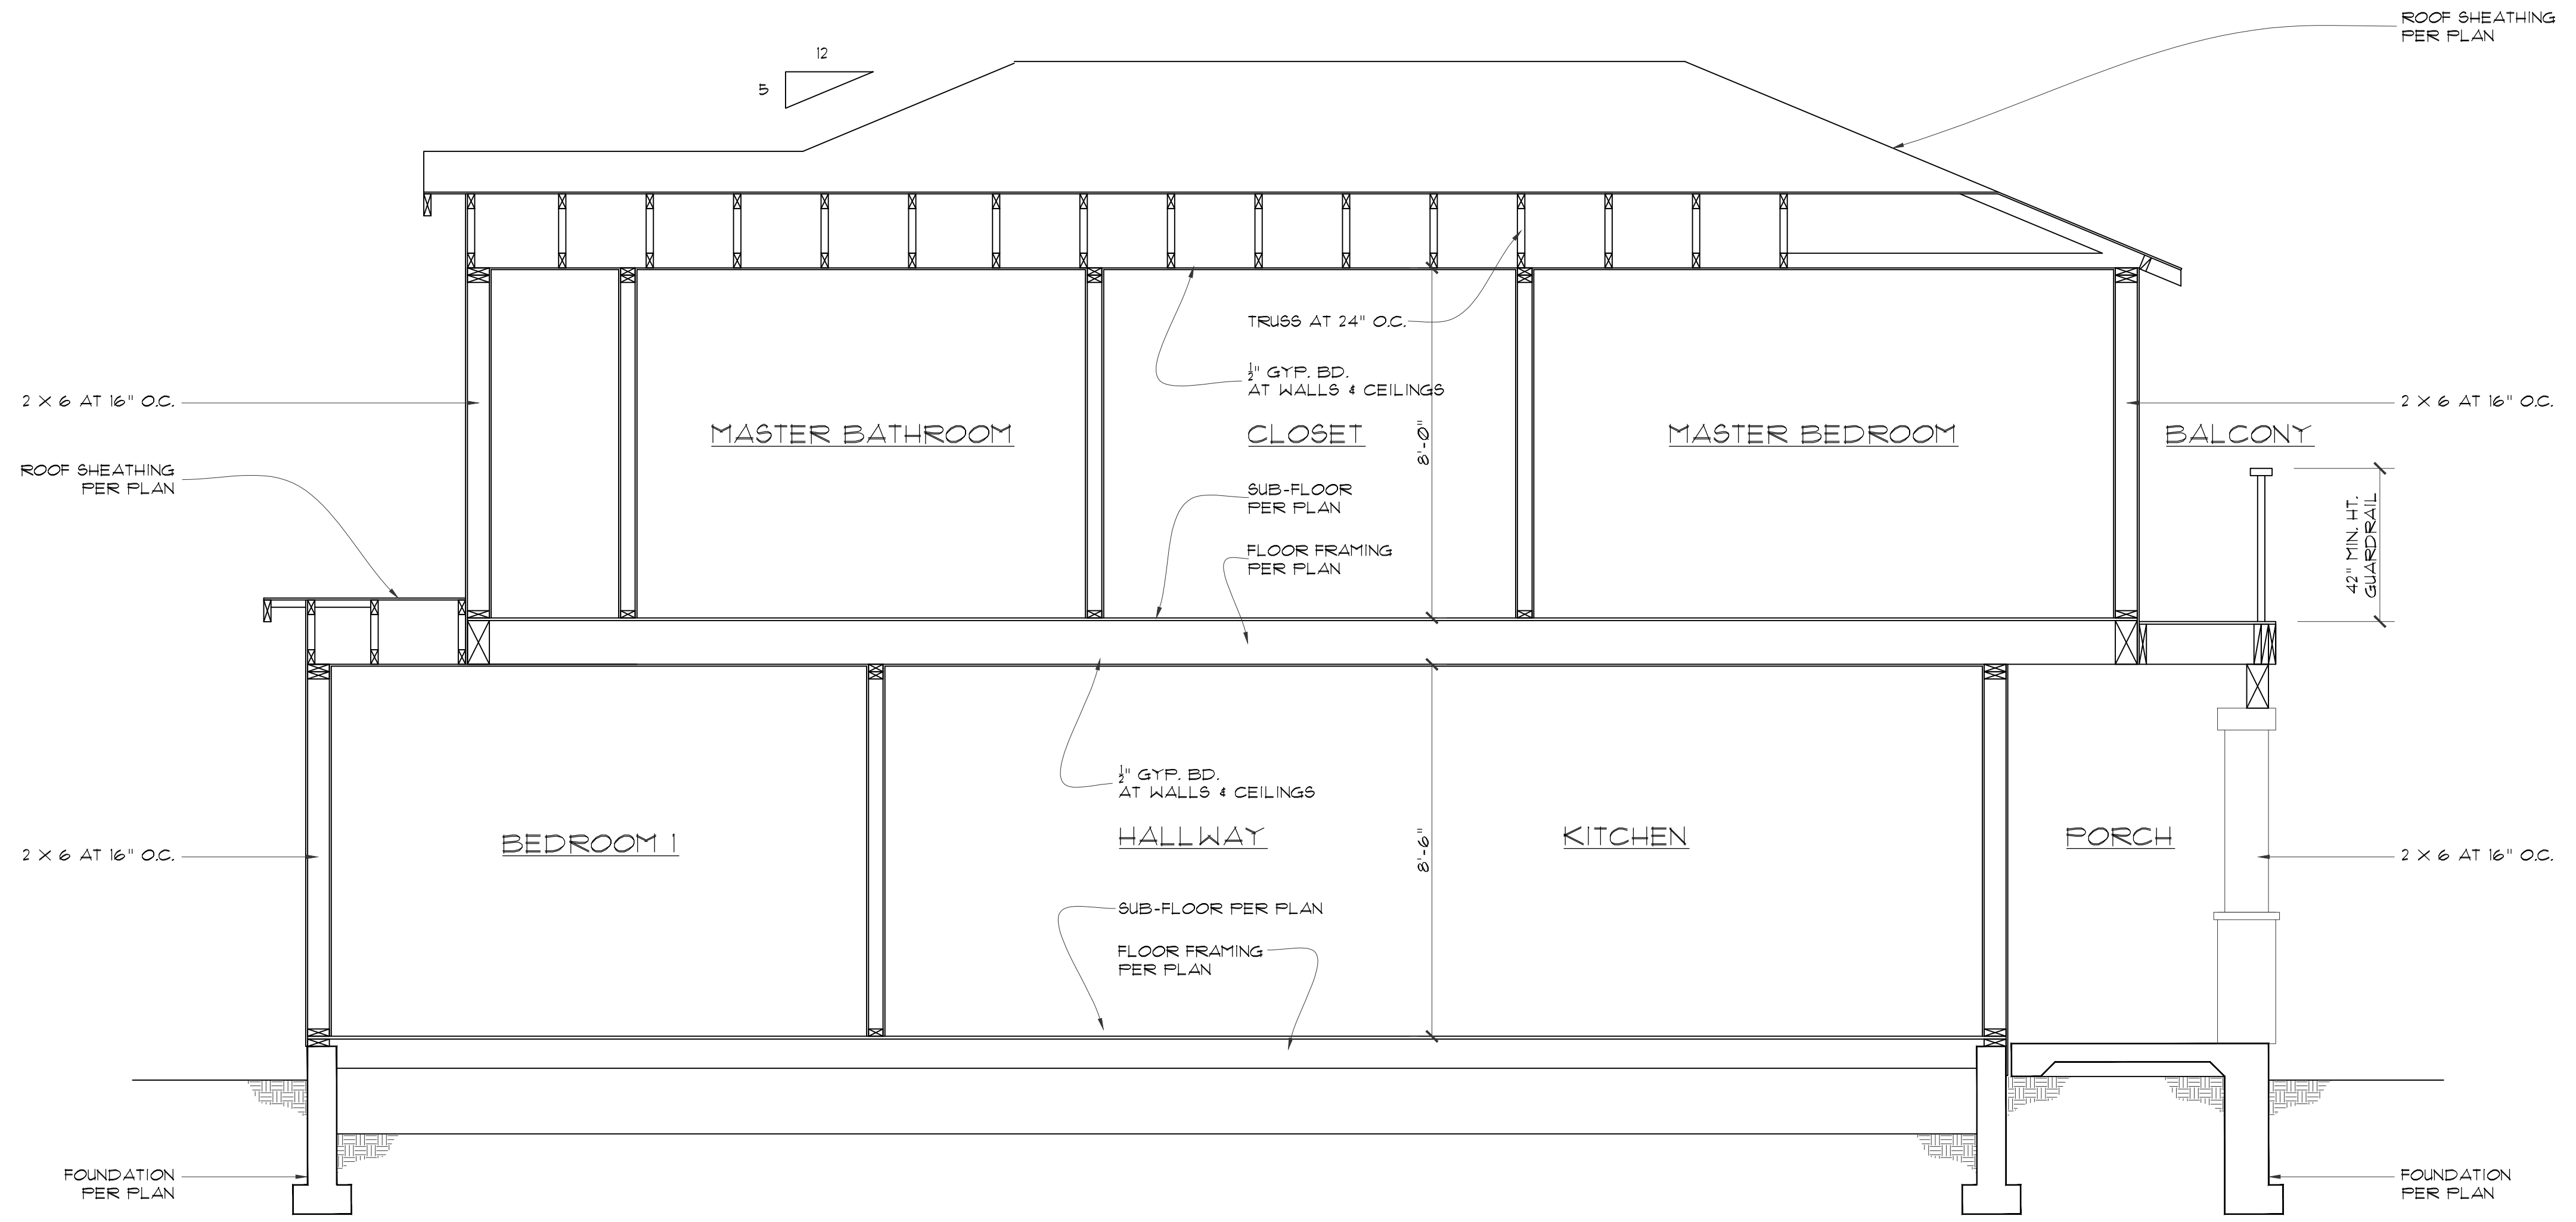 ROOF SHEATHING
PER PLAN
12
5
TRUSS AT 24" O.C.
½" GYP. BD.
AT WALLS & CEILINGS
2 X 6 AT 16" O.C.
2 X 6 AT 16" O.C.
MASTER BATHROOM
CLOSET
8'-0"
MASTER BEDROOM
BALCONY
ROOF SHEATHING
PER PLAN
SUB-FLOOR
PER PLAN
42" MIN. HT.
GUARDRAIL
FLOOR FRAMING
PER PLAN
½" GYP. BD.
AT WALLS & CEILINGS
BEDROOM 1
HALLWAY
8'-6"
KITCHEN
PORCH
2 X 6 AT 16" O.C.
2 X 6 AT 16" O.C.
SUB-FLOOR PER PLAN
FLOOR FRAMING
PER PLAN
FOUNDATION
PER PLAN
FOUNDATION
PER PLAN